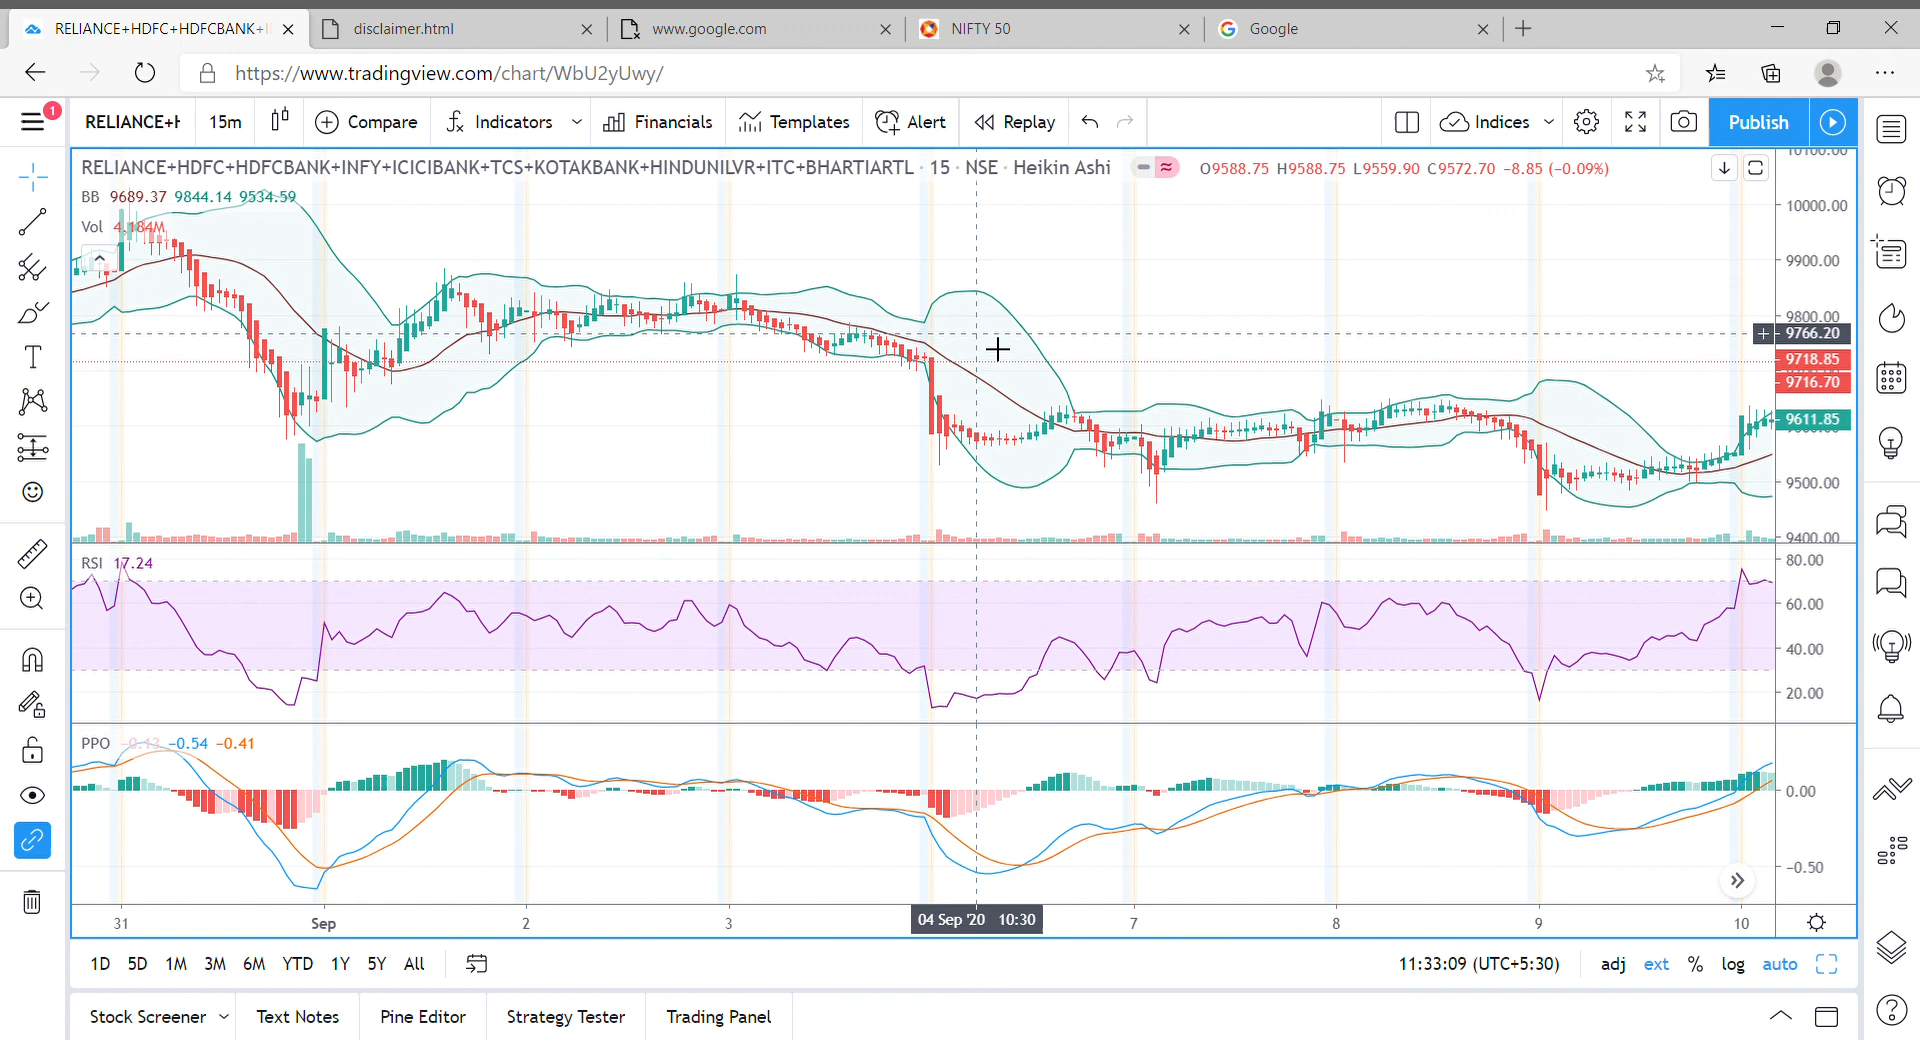 RELIANCE+HDFC+HDFCBANK+I
disclaimer.html
www.google.com
NIFTY 50
Google
https://www.tradingview.com/chart/WbU2yUwy/
1
RELIANCE+H
15m
Compare
Indicators
Financials
Templates
Alert
Replay
Indices
Publish
RELIANCE+HDFC+HDFCBANK+INFY+ICICIBANK+TCS+KOTAKBANK+HINDUNILVR+ITC+BHARTIARTL · 15 · NSE · Heikin Ashi
O9588.75 H9588.75 L9559.90 C9572.70 −8.85 (−0.09%)
BB 9689.37 9844.14 9534.59
Vol 4.184M
10100.00
10000.00
9900.00
9800.00
9766.20
9718.85
9716.70
9611.85
9600.00
9500.00
9400.00
RSI 17.24
80.00
60.00
40.00
20.00
PPO −0.13 −0.54 −0.41
0.00
−0.50
31
Sep
2
3
04 Sep '20 10:30
7
8
9
10
1D 5D 1M 3M 6M YTD 1Y 5Y All
11:33:09 (UTC+5:30)
adj ext % log auto
Stock Screener
Text Notes
Pine Editor
Strategy Tester
Trading Panel